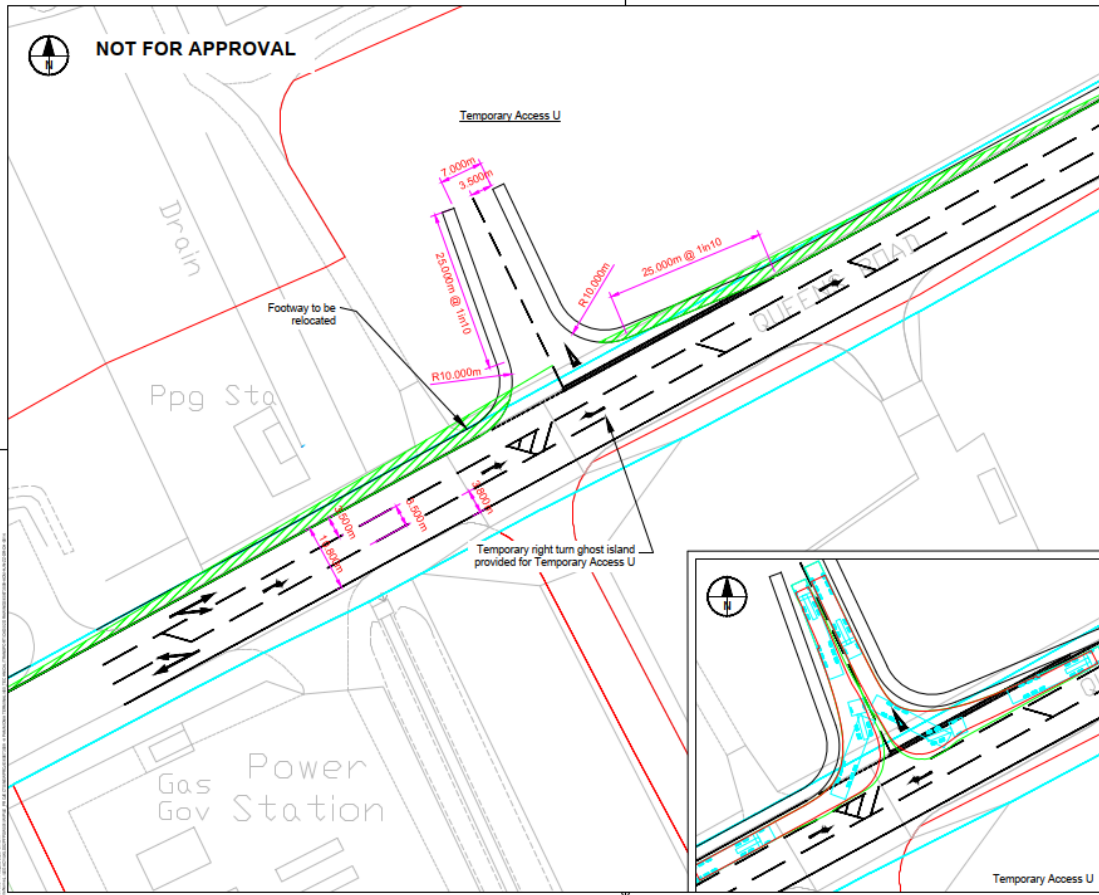 NOT FOR APPROVAL
N
Temporary Access U
7.000m
3.500m
Drain
25.000m @ 1in10
R10.000m
25.000m @ 1in10
QUEENS ROAD
Footway to be
relocated
R10.000m
Ppg Sta
3.500m
3.500m
Temporary right turn ghost island
provided for Temporary Access U
Power
Gas
Gov Station
N
Temporary Access U